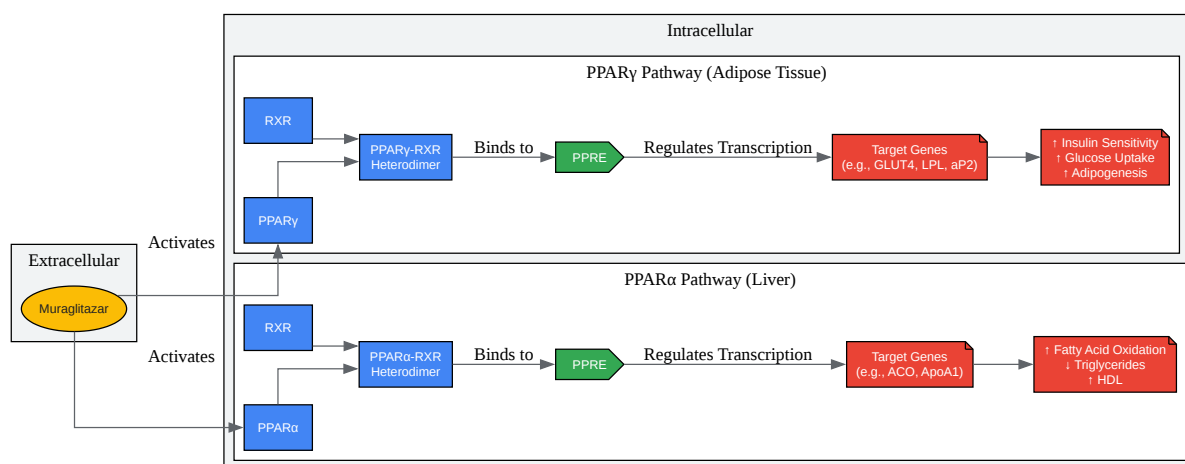 Intracellular
PPARγ Pathway (Adipose Tissue)
RXR
PPARγ-RXR
Heterodimer
Binds to
PPRE
Regulates Transcription
Target Genes
(e.g., GLUT4, LPL, aP2)
↑ Insulin Sensitivity
↑ Glucose Uptake
↑ Adipogenesis
PPARγ
Activates
Extracellular
Muraglitazar
Activates
PPARα Pathway (Liver)
RXR
PPARα-RXR
Heterodimer
Binds to
PPRE
Regulates Transcription
Target Genes
(e.g., ACO, ApoA1)
↑ Fatty Acid Oxidation
↓ Triglycerides
↑ HDL
PPARα